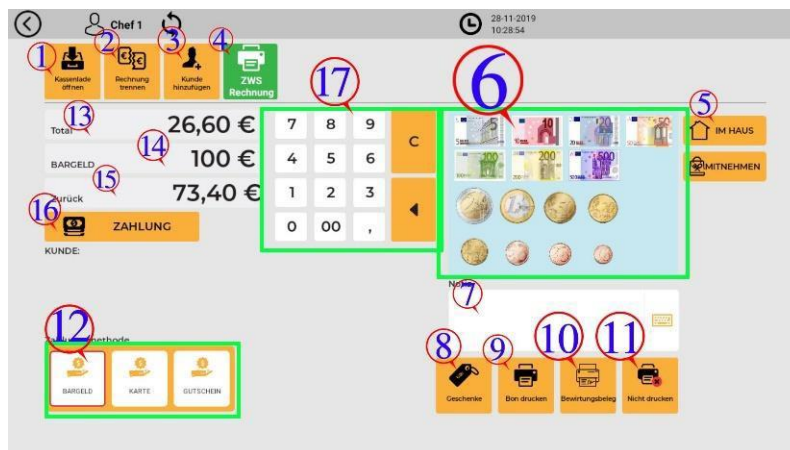 Chef 1
28-11-2019
10:28:54
1
2
3
4
Kassenlade
öffnen
Rechnung
trennen
Kunde
hinzufügen
ZWS
Rechnung
17
6
5
13
Total
26,60 €
14
BARGELD
100 €
15
Zurück
73,40 €
16
ZAHLUNG
KUNDE:
7 8 9
C
4 5 6
1 2 3
0 00 ,
IM HAUS
MITNEHMEN
7
12
BARGELD
KARTE
GUTSCHEIN
8
9
10
11
Geschenke
Bon drucken
Bewirtungsbeleg
Nicht drucken